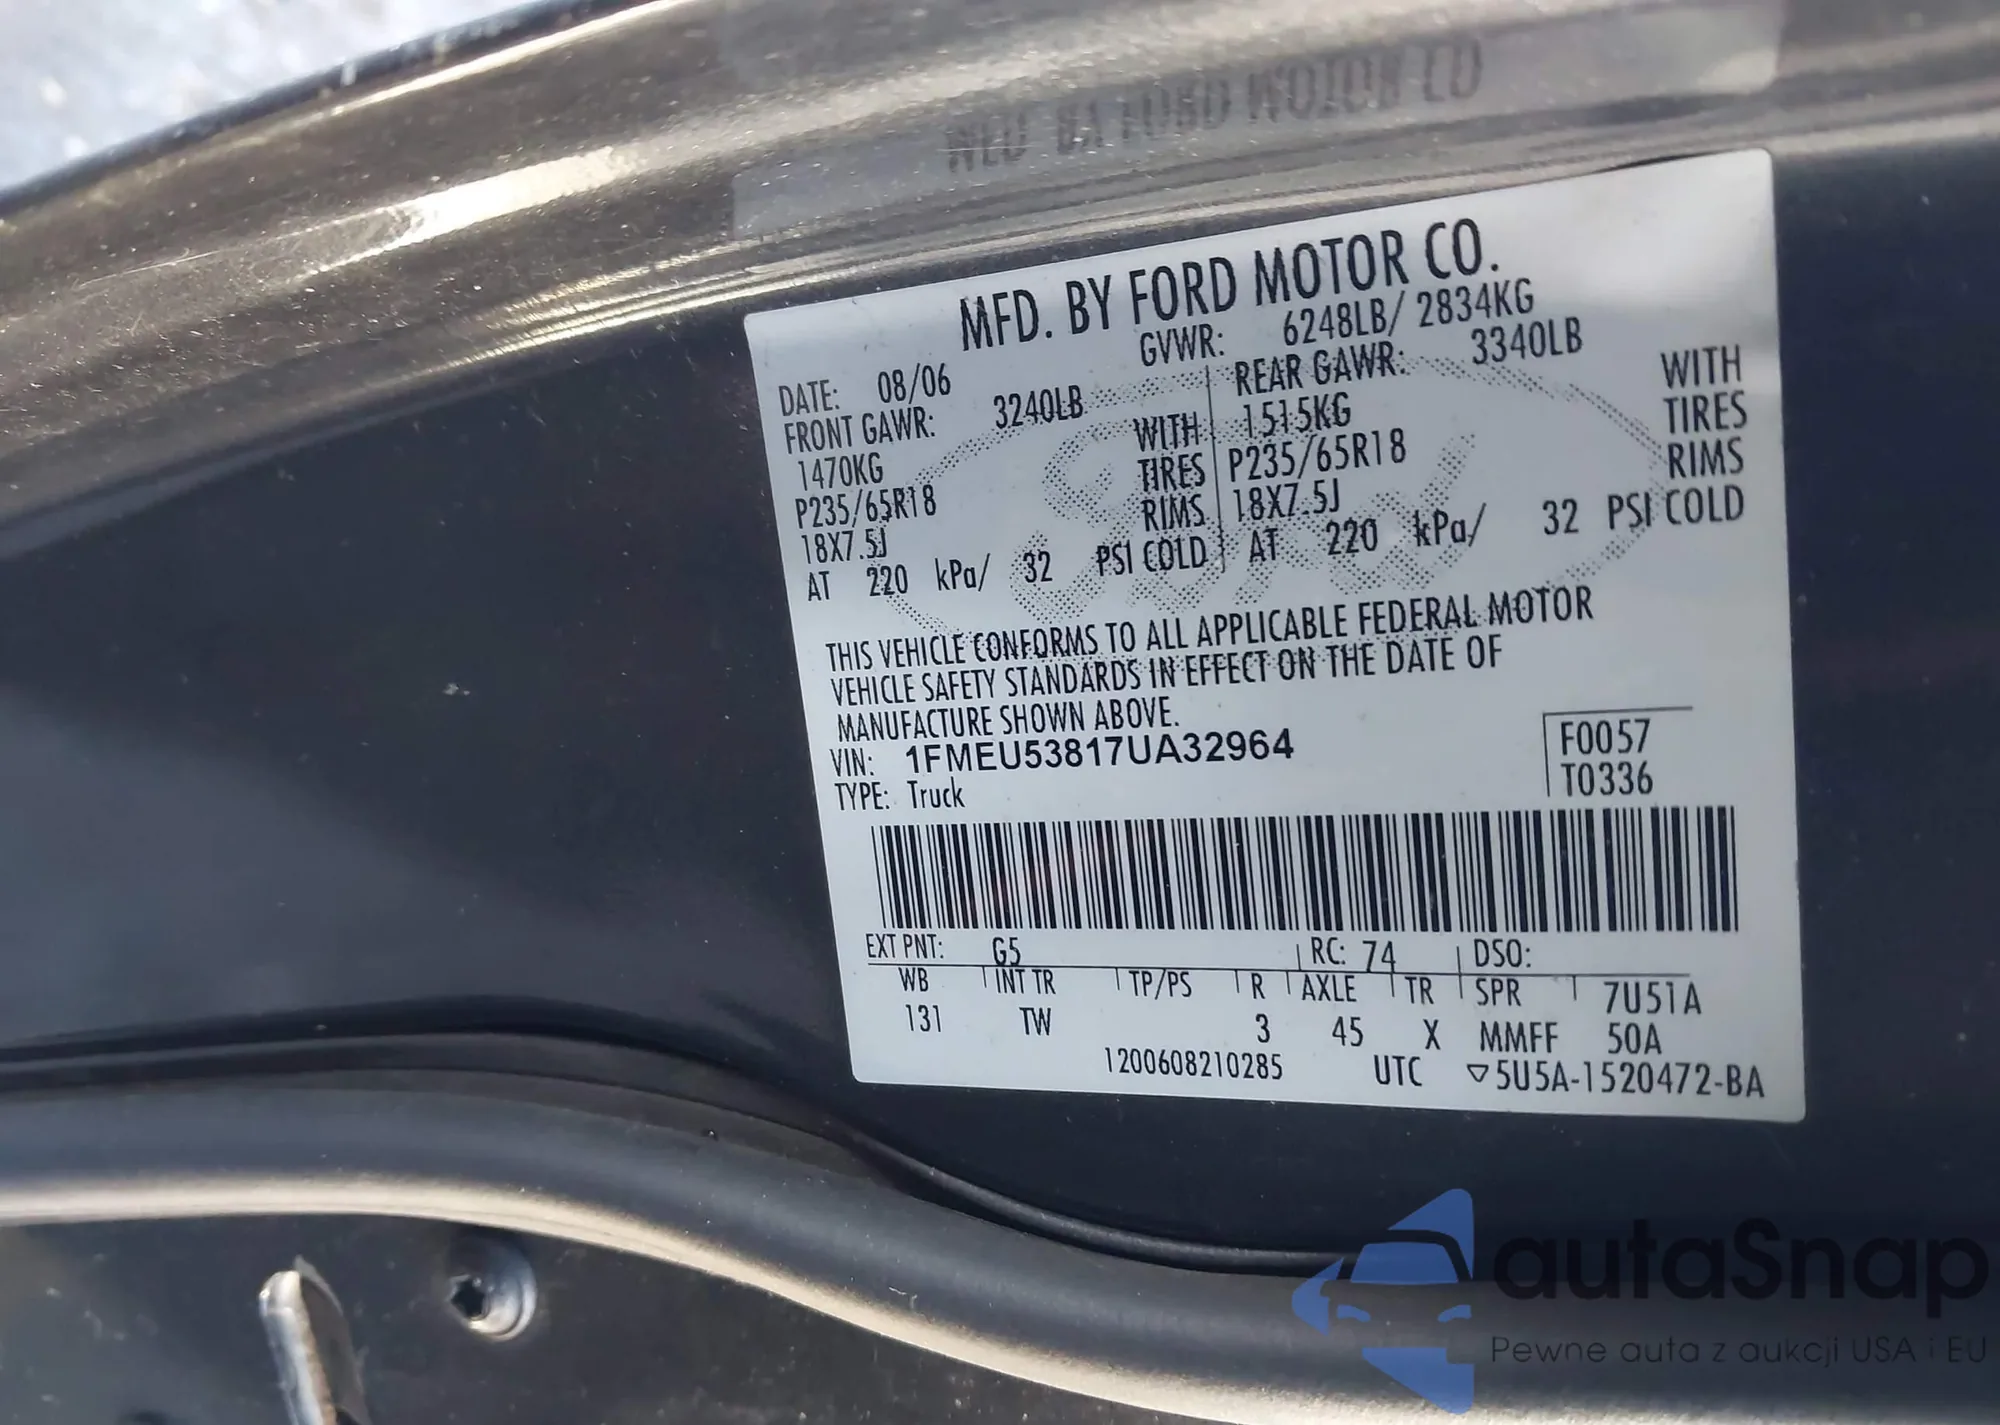 MFD. BY FORD MOTOR CO.
DATE: 08/06 GVWR: 6248LB/ 2834KG
FRONT GAWR: 3240LB REAR GAWR: 3340LB
1470KG WITH 1515KG WITH
P235/65R18 TIRES P235/65R18 TIRES
18X7.5J RIMS 18X7.5J RIMS
AT 220 kPa/ 32 PSI COLD AT 220 kPa/ 32 PSI COLD
THIS VEHICLE CONFORMS TO ALL APPLICABLE FEDERAL MOTOR
VEHICLE SAFETY STANDARDS IN EFFECT ON THE DATE OF
MANUFACTURE SHOWN ABOVE.
VIN: 1FMEU53817UA32964
TYPE: Truck
F0057
T0336
EXT PNT: G5 RC: 74 DSO:
WB INT TR TP/PS R AXLE TR SPR 7U51A
131 TW 3 45 X MMFF 50A
1200608210285 UTC ▽5U5A-1520472-BA
autaSnap
Pewne auta z aukcji USA i EU